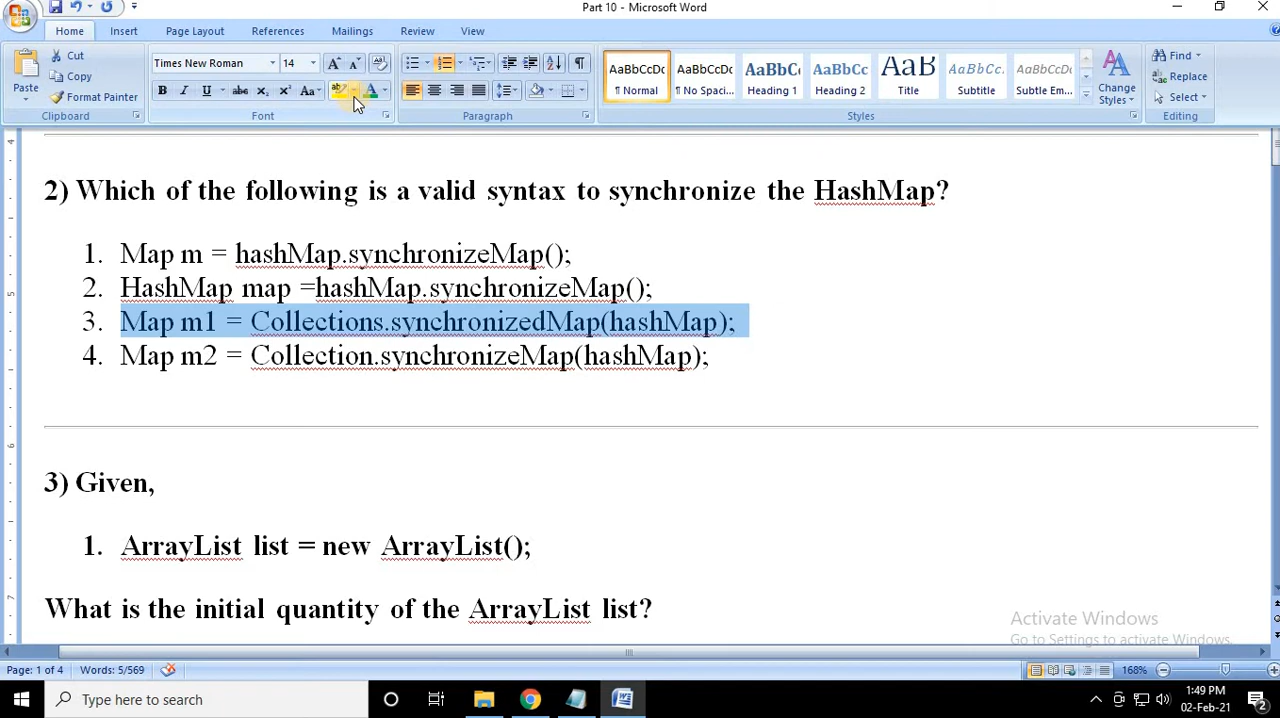 Part 10 - Microsoft Word
Home Insert Page Layout References Mailings Review View
Paste
Cut
Copy
Format Painter
Clipboard
Times New Roman 14
Font
Paragraph
AaBbCcDc AaBbCcDc AaBbCc AaBbCc AaB AaBbCc AaBbCcDc
¶ Normal ¶ No Spaci... Heading 1 Heading 2 Title Subtitle Subtle Em...
Change Styles
Styles
Find
Replace
Select
Editing
2) Which of the following is a valid syntax to synchronize the HashMap?
1. Map m = hashMap.synchronizeMap();
2. HashMap map =hashMap.synchronizeMap();
3. Map m1 = Collections.synchronizedMap(hashMap);
4. Map m2 = Collection.synchronizeMap(hashMap);
3) Given,
1. ArrayList list = new ArrayList();
What is the initial quantity of the ArrayList list?
Activate Windows
Go to Settings to activate Windows.
Page: 1 of 4 Words: 5/569 168%
Type here to search
1:49 PM
02-Feb-21